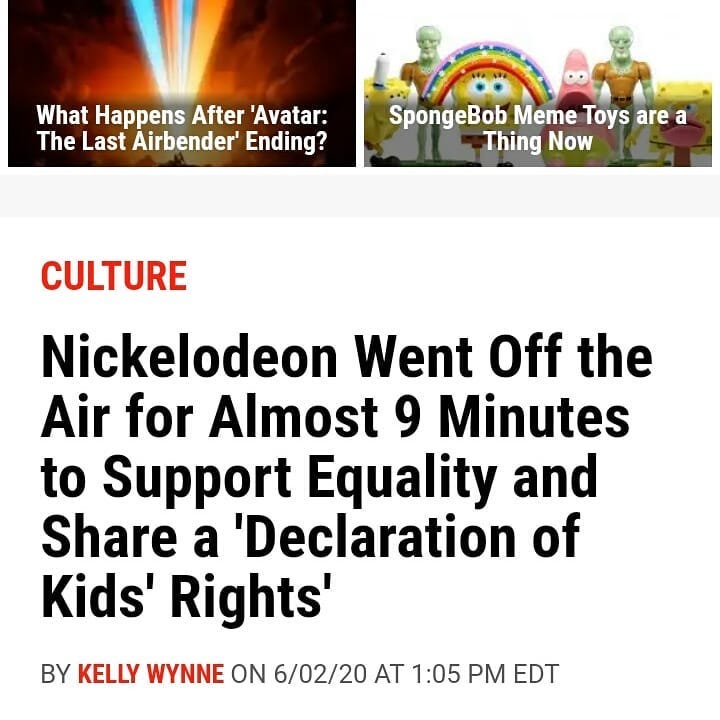 What Happens After 'Avatar:
The Last Airbender' Ending?
SpongeBob Meme Toys are a
Thing Now
CULTURE
Nickelodeon Went Off the
Air for Almost 9 Minutes
to Support Equality and
Share a 'Declaration of
Kids' Rights'
BY KELLY WYNNE ON 6/02/20 AT 1:05 PM EDT